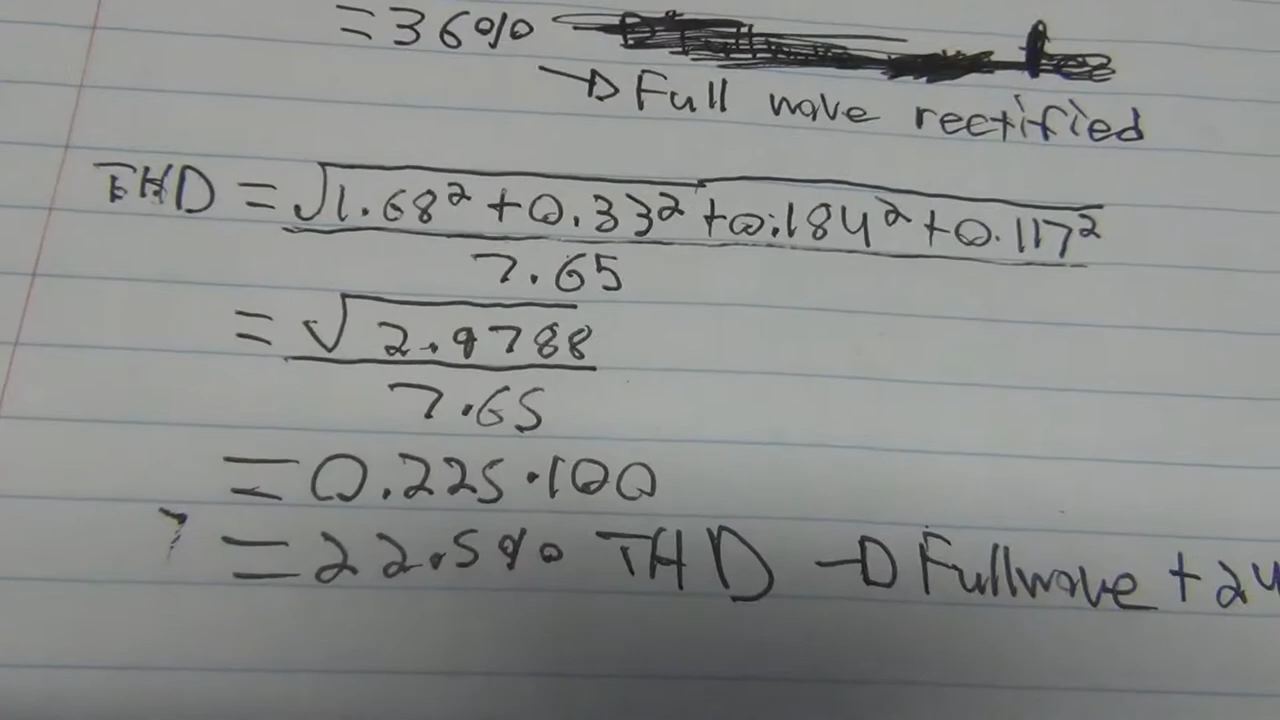 =36%
→ Full wave rectified
THD = √1.68² + 0.33² + 0.184² + 0.117²
7.65
= √2.9788
7.65
= 0.225·100
= 22.5% THD → Fullwave + 24